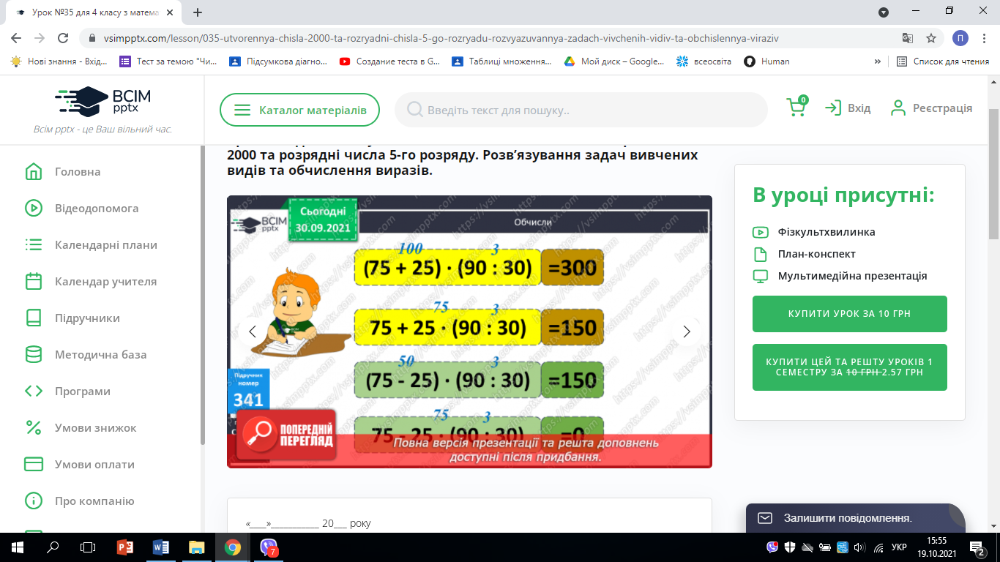 Урок №35 для 4 класу з матема
vsimpptx.com/lesson/035-utvorennya-chisla-2000-ta-rozryadni-chisla-5-go-rozryadu-rozvyazuvannya-zadach-vivchenih-vidiv-ta-obchislennya-viraziv
П
Нові знання - Вхід...
Тест за темою "Чи...
Підсумкова діагно...
Создание теста в G...
Таблиці множення...
Мой диск – Google...
всеосвіта
Human
»
Список для чтения
ВСІМ
pptx
Всім pptx - це Ваш вільний час.
Каталог матеріалів
Введіть текст для пошуку..
0
Вхід
Реєстрація
Головна
Відеодопомога
Календарні плани
Календар учителя
Підручники
Методична база
Програми
Умови знижок
Умови оплати
Про компанію
2000 та розрядні числа 5-го розряду. Розв’язування задач вивчених
видів та обчислення виразів.
ВСІМ
pptx
Сьогодні
30.09.2021
Обчисли
100 3
(75 + 25) · (90 : 30) =300
75 3
75 + 25 · (90 : 30) =150
50 3
(75 - 25) · (90 : 30) =150
75 3
75 - 25 · (90 : 30) =0
Підручник
номер
341
ПОПЕРЕДНІЙ
ПЕРЕГЛЯД
Повна версія презентації та решта доповнень
доступні після придбання.
https://vsimpptx.com
В уроці присутні:
Фізкультхвилинка
План-конспект
Мультимедійна презентація
КУПИТИ УРОК ЗА 10 ГРН
КУПИТИ ЦЕЙ ТА РЕШТУ УРОКІВ 1
СЕМЕСТРУ ЗА 10 ГРН 2.57 ГРН
«___»___________ 20___ року
Залишити повідомлення.
7
УКР
15:55
19.10.2021
2